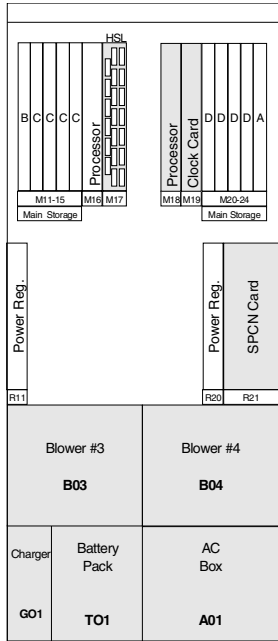 HSL
B C C C C
Processor
Processor
Clock Card
D D D D A
M11-15 M16 M17
M18 M19 M20-24
Main Storage
Main Storage
Power Reg.
Power Reg.
SPCN Card
R11
R20 R21
Blower #3
Blower #4
B03
B04
Charger
Battery
Pack
AC
Box
GO1
TO1
A01